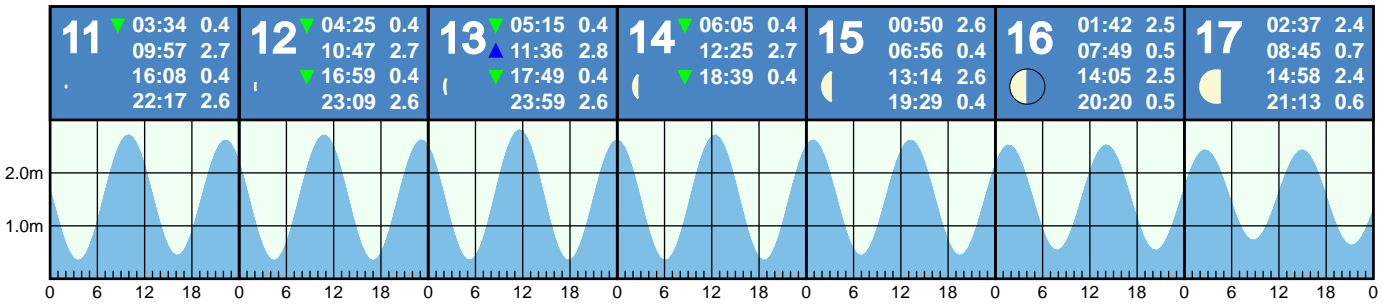 11 ▼ 03:34 0.4
09:57 2.7
16:08 0.4
22:17 2.6
12 ▼ 04:25 0.4
10:47 2.7
▼ 16:59 0.4
23:09 2.6
13 ▼ 05:15 0.4
▲ 11:36 2.8
▼ 17:49 0.4
23:59 2.6
14 ▼ 06:05 0.4
12:25 2.7
▼ 18:39 0.4
15 00:50 2.6
06:56 0.4
13:14 2.6
19:29 0.4
16 01:42 2.5
07:49 0.5
14:05 2.5
20:20 0.5
17 02:37 2.4
08:45 0.7
14:58 2.4
21:13 0.6
2.0m
1.0m
0 6 12 18 0 6 12 18 0 6 12 18 0 6 12 18 0 6 12 18 0 6 12 18 0 6 12 18 0